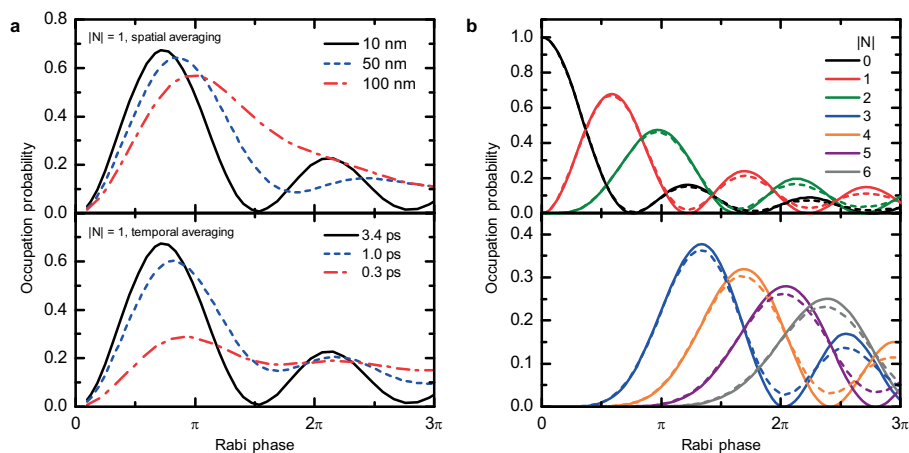 a
|N| = 1, spatial averaging
10 nm
50 nm
100 nm
0.8
0.6
0.4
0.2
0.0
|N| = 1, temporal averaging
3.4 ps
1.0 ps
0.3 ps
0.6
0.4
0.2
0.0
0
π
2π
3π
Occupation probability
Rabi phase
b
|N|
0
1
2
3
4
5
6
1.0
0.8
0.6
0.4
0.2
0.0
0.4
0.3
0.2
0.1
0.0
0
π
2π
3π
Occupation probability
Rabi phase